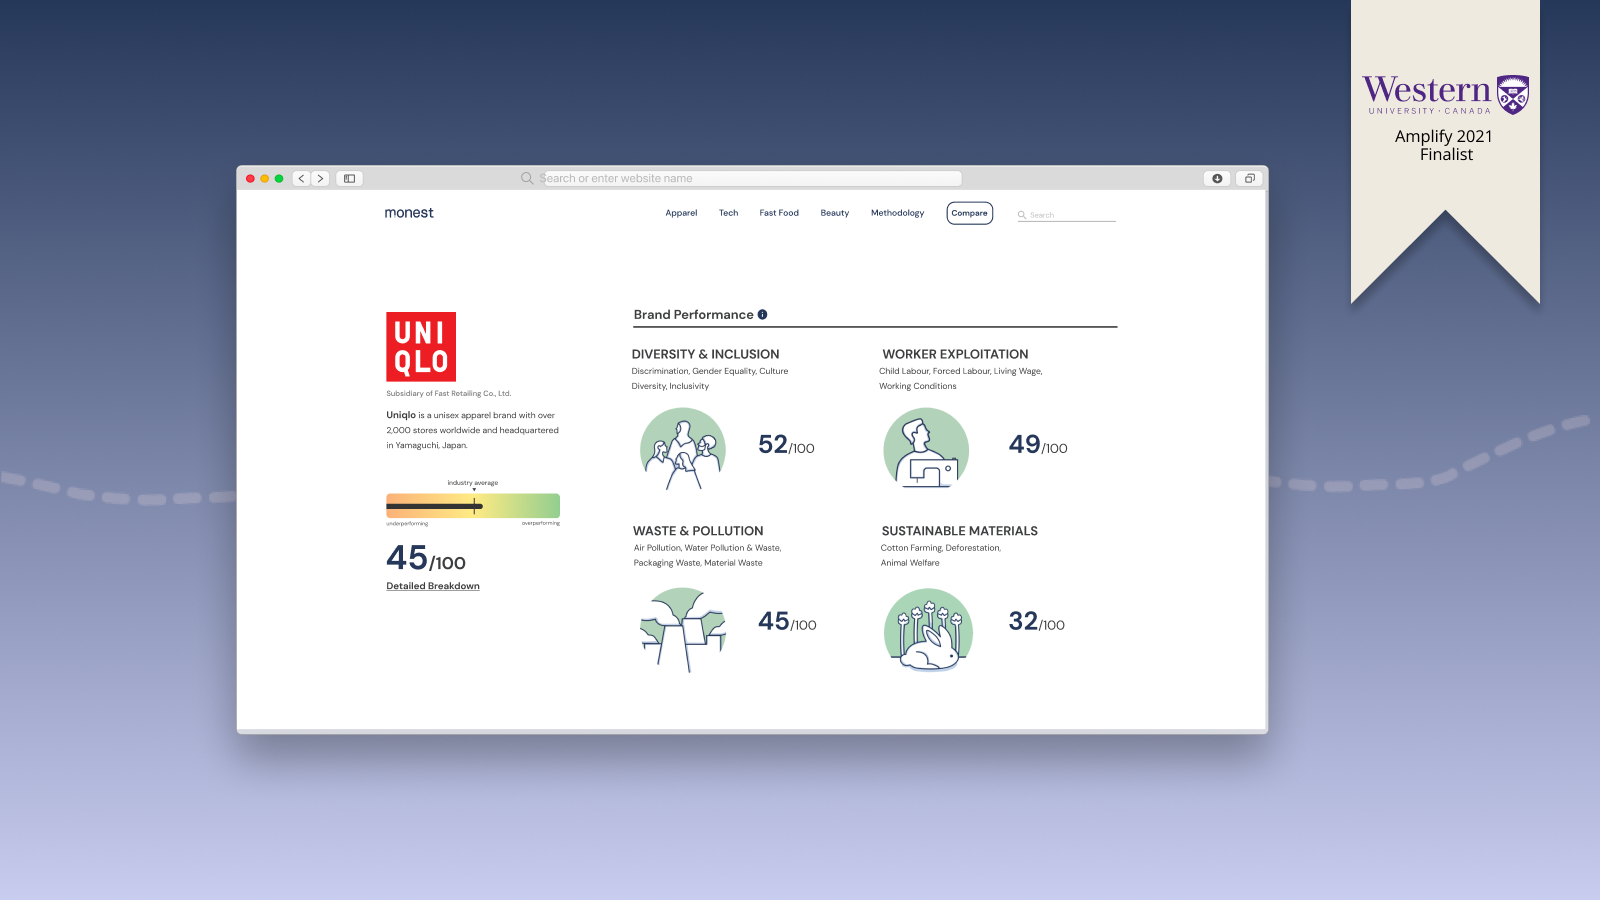 Western
UNIVERSITY · CANADA
Amplify 2021
Finalist
Search or enter website name
monest
Apparel
Tech
Fast Food
Beauty
Methodology
Compare
Search
UNI
QLO
Subsidiary of Fast Retailing Co., Ltd.
Uniqlo is a unisex apparel brand with over
2,000 stores worldwide and headquartered
in Yamaguchi, Japan.
industry average
underperforming
overperforming
45/100
Detailed Breakdown
Brand Performance
DIVERSITY & INCLUSION
Discrimination, Gender Equality, Culture
Diversity, Inclusivity
52/100
WORKER EXPLOITATION
Child Labour, Forced Labour, Living Wage,
Working Conditions
49/100
WASTE & POLLUTION
Air Pollution, Water Pollution & Waste,
Packaging Waste, Material Waste
45/100
SUSTAINABLE MATERIALS
Cotton Farming, Deforestation,
Animal Welfare
32/100